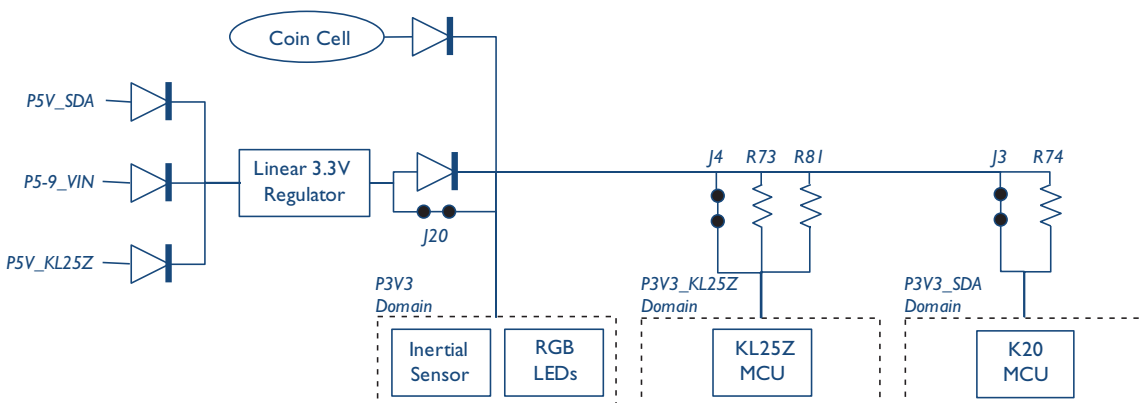 Coin Cell
P5V_SDA
P5-9_VIN
P5V_KL25Z
Linear 3.3V
Regulator
J20
J4
R73
R81
J3
R74
P3V3
Domain
P3V3_KL25Z
Domain
P3V3_SDA
Domain
Inertial
Sensor
RGB
LEDs
KL25Z
MCU
K20
MCU